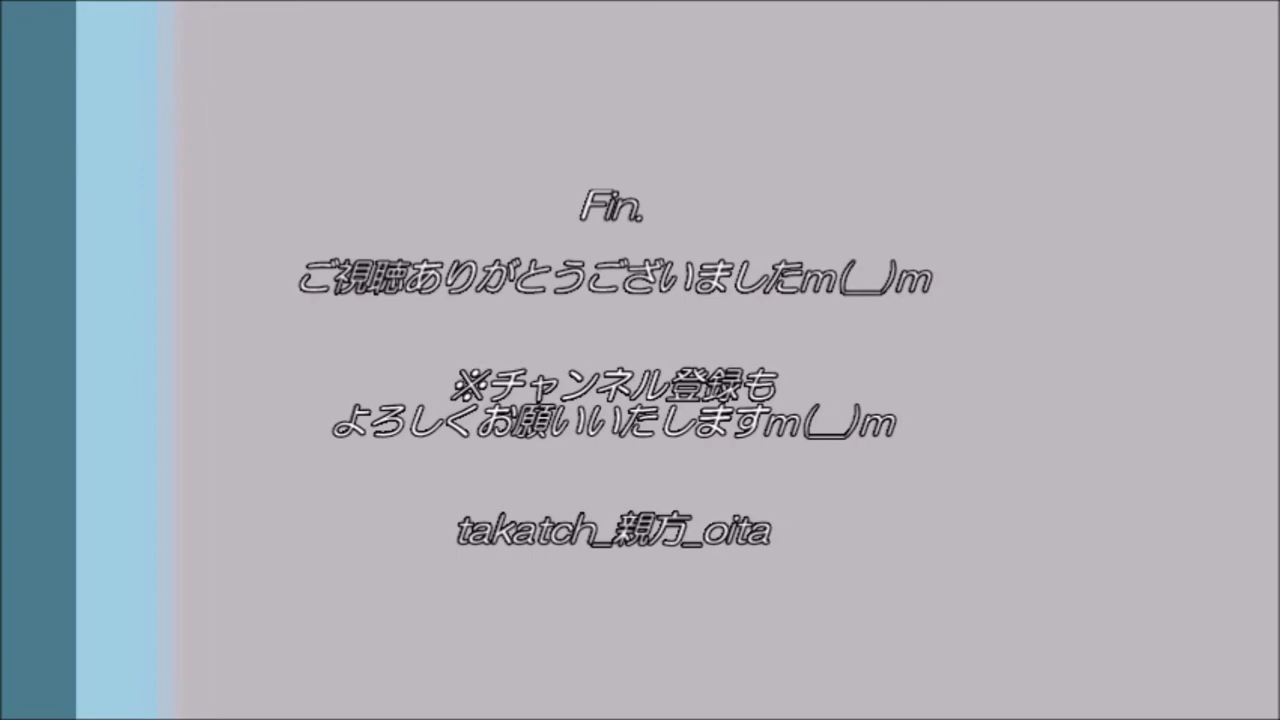 Fin.
ご視聴ありがとうございましたm(__)m
※チャンネル登録も
よろしくお願いいたしますm(__)m
takatch_親方_oita